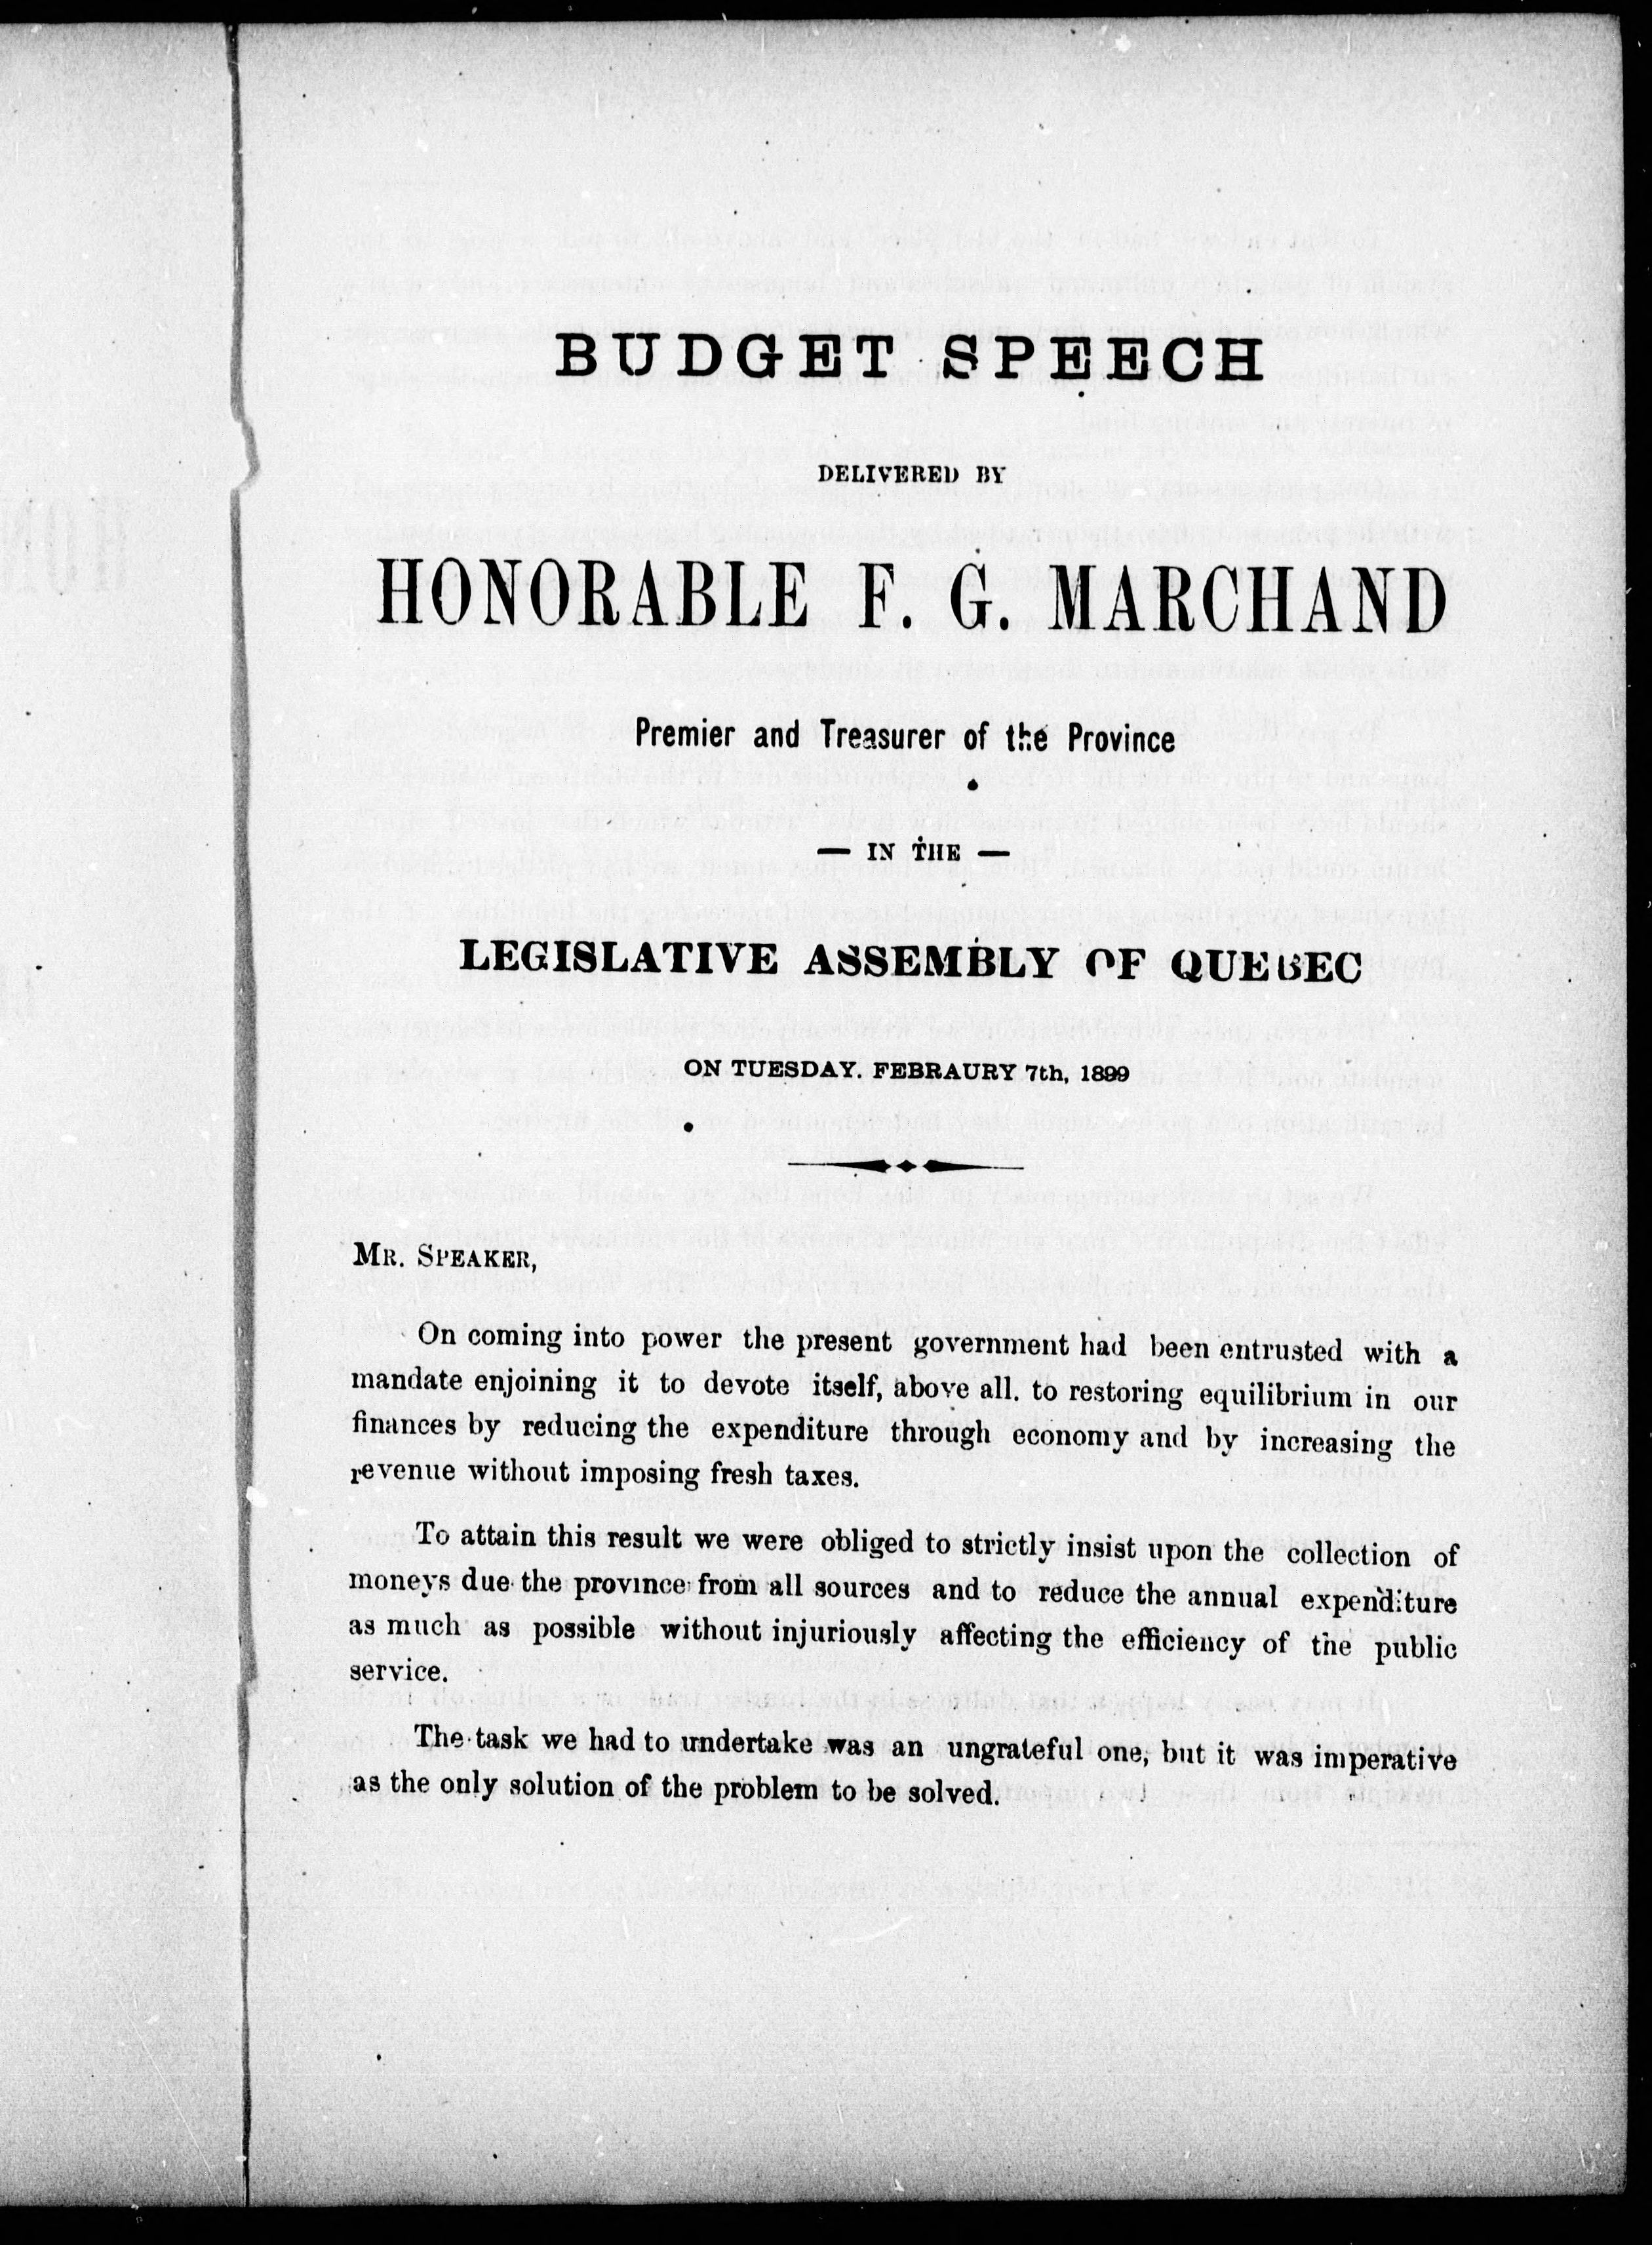 BUDGET SPEECH
DELIVERED BY
HONORABLE F. G. MARCHAND
Premier and Treasurer of the Province
— IN THE —
LEGISLATIVE ASSEMBLY OF QUEBEC
ON TUESDAY. FEBRAURY 7th, 1899
MR. SPEAKER,
On coming into power the present government had been entrusted with a
mandate enjoining it to devote itself, above all. to restoring equilibrium in our
finances by reducing the expenditure through economy and by increasing the
revenue without imposing fresh taxes.
To attain this result we were obliged to strictly insist upon the collection of
moneys due the province from all sources and to reduce the annual expenditure
as much as possible without injuriously affecting the efficiency of the public
service.
The task we had to undertake was an ungrateful one, but it was imperative
as the only solution of the problem to be solved.